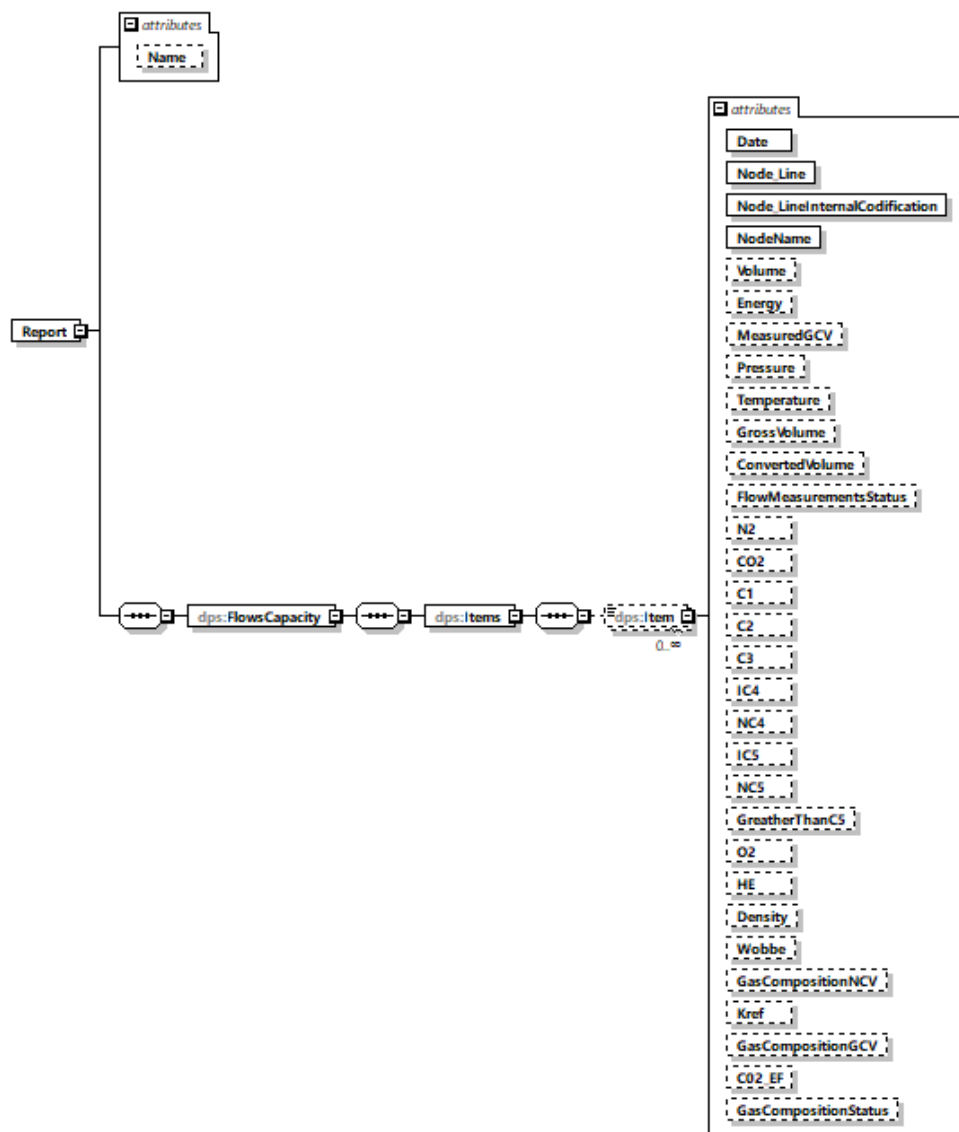 attributes
Name
attributes
Date
Node_Line
Node_LineInternalCodification
NodeName
Volume
Energy
MeasuredGCV
Report
Pressure
Temperature
GrossVolume
ConvertedVolume
FlowMeasurementsStatus
N2
CO2
C1
dps:FlowsCapacity
dps:Items
dps:Item
0..∞
C2
C3
IC4
NC4
IC5
NC5
GreatherThanC5
O2
HE
Density
Wobbe
GasCompositionNCV
Kref
GasCompositionGCV
C02_EF
GasCompositionStatus